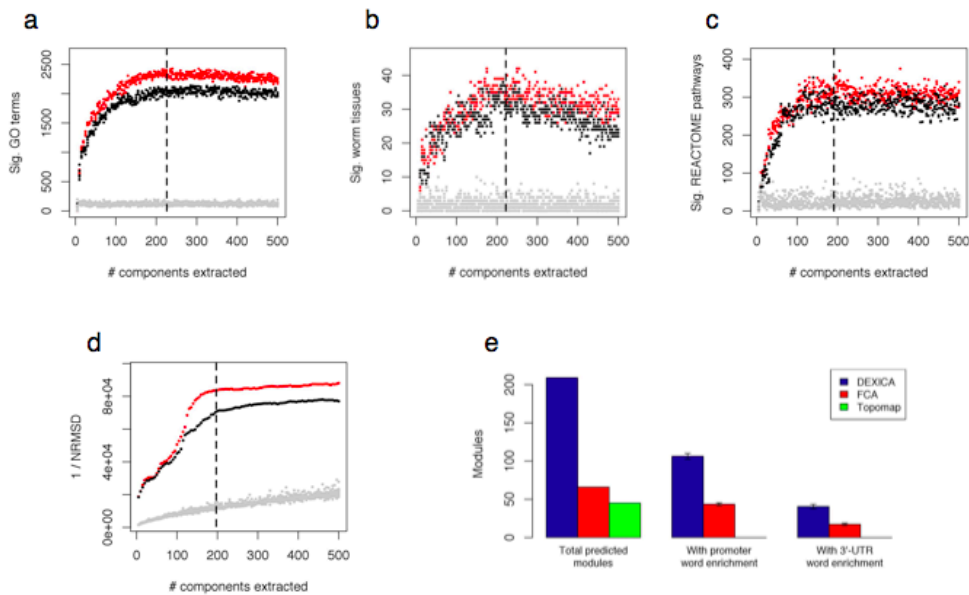 a
Sig. GO terms
0 500 1500 2500
0 100 200 300 400 500
# components extracted
b
Sig. worm tissues
0 10 20 30 40
0 100 200 300 400 500
# components extracted
c
Sig. REACTOME pathways
0 100 200 300 400
0 100 200 300 400 500
# components extracted
d
1 / NRMSD
0e+00 4e+04 8e+04
0 100 200 300 400 500
# components extracted
e
Modules
0 50 100 150 200
DEXICA
FCA
Topomap
Total predicted
modules
With promoter
word enrichment
With 3'-UTR
word enrichment